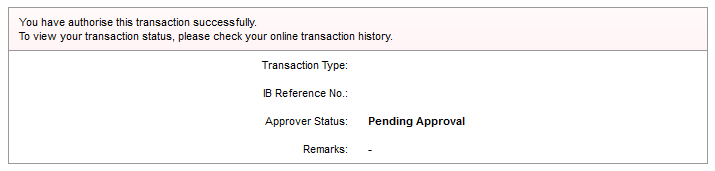 You have authorise this transaction successfully.
To view your transaction status, please check your online transaction history.
Transaction Type:
IB Reference No.:
Approver Status: Pending Approval
Remarks: -